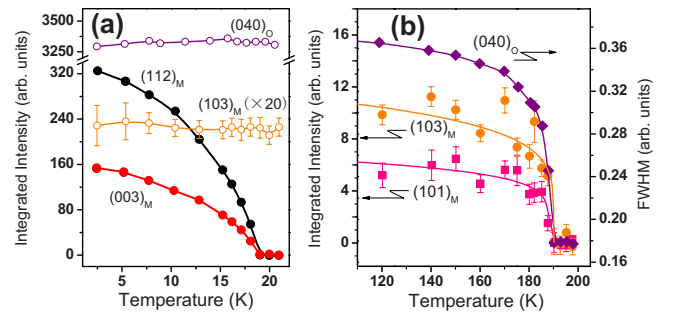 (a)
(040)O
3350
3250
320
240
160
80
0
(112)M
(103)M (×20)
(003)M
5
10
15
20
Temperature (K)
Integrated Intensity (arb. units)
(b)
(040)O
16
12
8
4
0
(103)M
(101)M
0.36
0.32
0.28
0.24
0.20
0.16
120
140
160
180
200
Temperature (K)
Integrated Intensity (arb. units)
FWHM (arb. units)